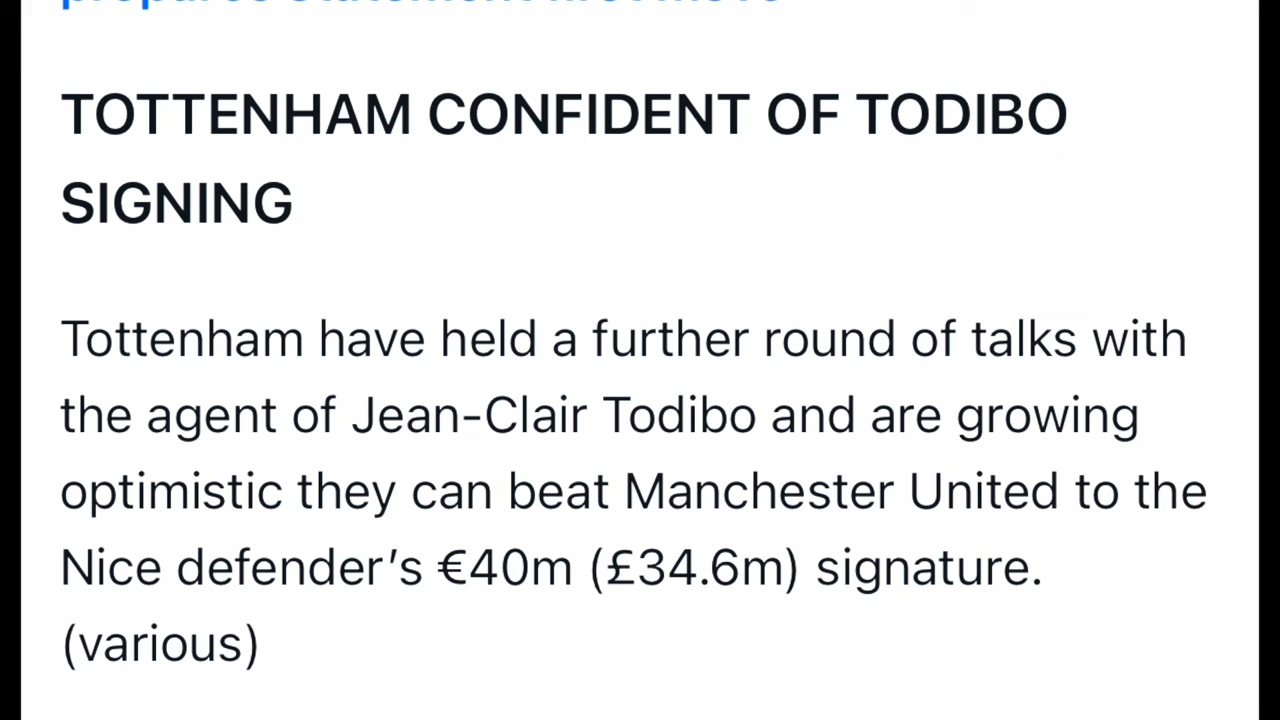 TOTTENHAM CONFIDENT OF TODIBO
SIGNING
Tottenham have held a further round of talks with
the agent of Jean-Clair Todibo and are growing
optimistic they can beat Manchester United to the
Nice defender’s €40m (£34.6m) signature.
(various)